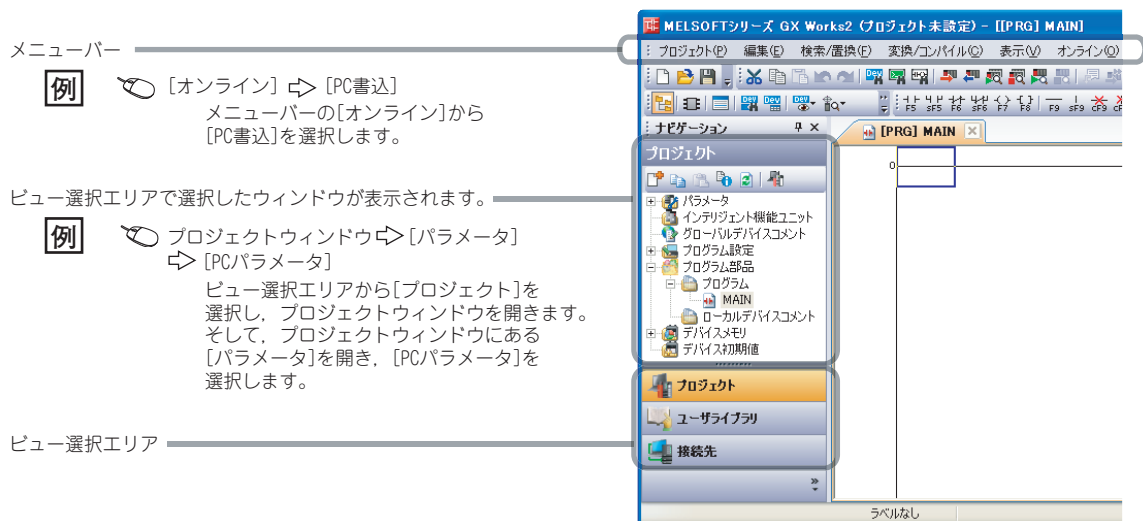 メニューバー
例
[オンライン] ⇨ [PC書込]
メニューバーの[オンライン]から
[PC書込]を選択します。
ビュー選択エリアで選択したウィンドウが表示されます。
例
プロジェクトウィンドウ⇨[パラメータ]
⇨ [PCパラメータ]
ビュー選択エリアから[プロジェクト]を
選択し，プロジェクトウィンドウを開きます。
そして，プロジェクトウィンドウにある
[パラメータ]を開き，[PCパラメータ]を
選択します。
ビュー選択エリア
MELSOFTシリーズ GX Works2 (プロジェクト未設定) - [[PRG] MAIN]
プロジェクト(P) 編集(E) 検索/置換(F) 変換/コンパイル(C) 表示(V) オンライン(O)
F5 sF5 F6 sF6 F7 F8 F9 sF9 cF9
ナビゲーション
[PRG] MAIN
プロジェクト
0
パラメータ
インテリジェント機能ユニット
グローバルデバイスコメント
プログラム設定
プログラム部品
プログラム
MAIN
ローカルデバイスコメント
デバイスメモリ
デバイス初期値
プロジェクト
ユーザライブラリ
接続先
ラベルなし